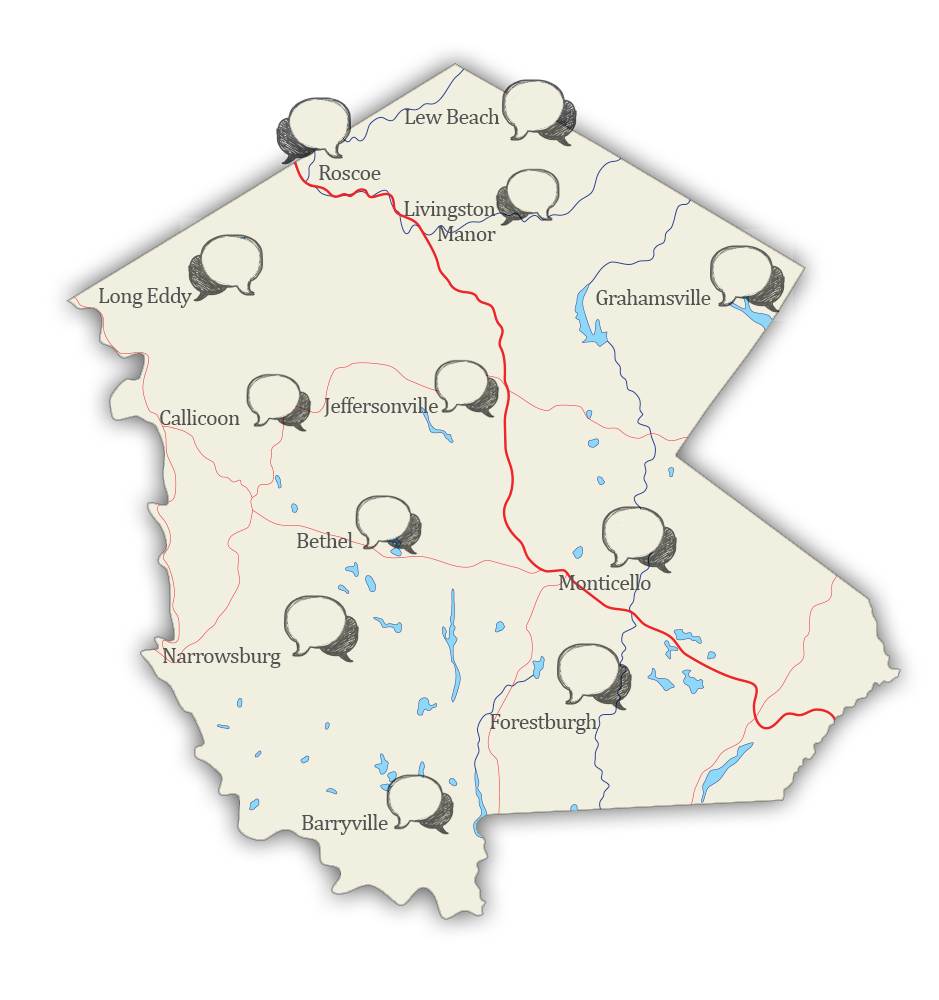 Lew Beach
Roscoe
Livingston
Manor
Long Eddy
Grahamsville
Callicoon
Jeffersonville
Bethel
Monticello
Narrowsburg
Forestburgh
Barryville